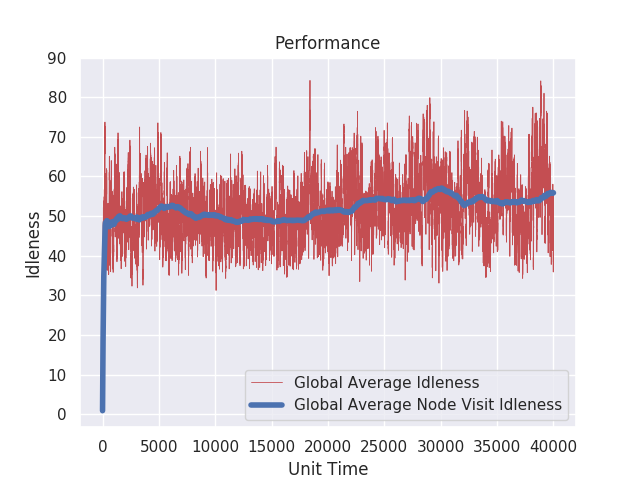 Performance
90
80
70
60
50
40
30
20
10
0
Idleness
0 5000 10000 15000 20000 25000 30000 35000 40000
Unit Time
Global Average Idleness
Global Average Node Visit Idleness